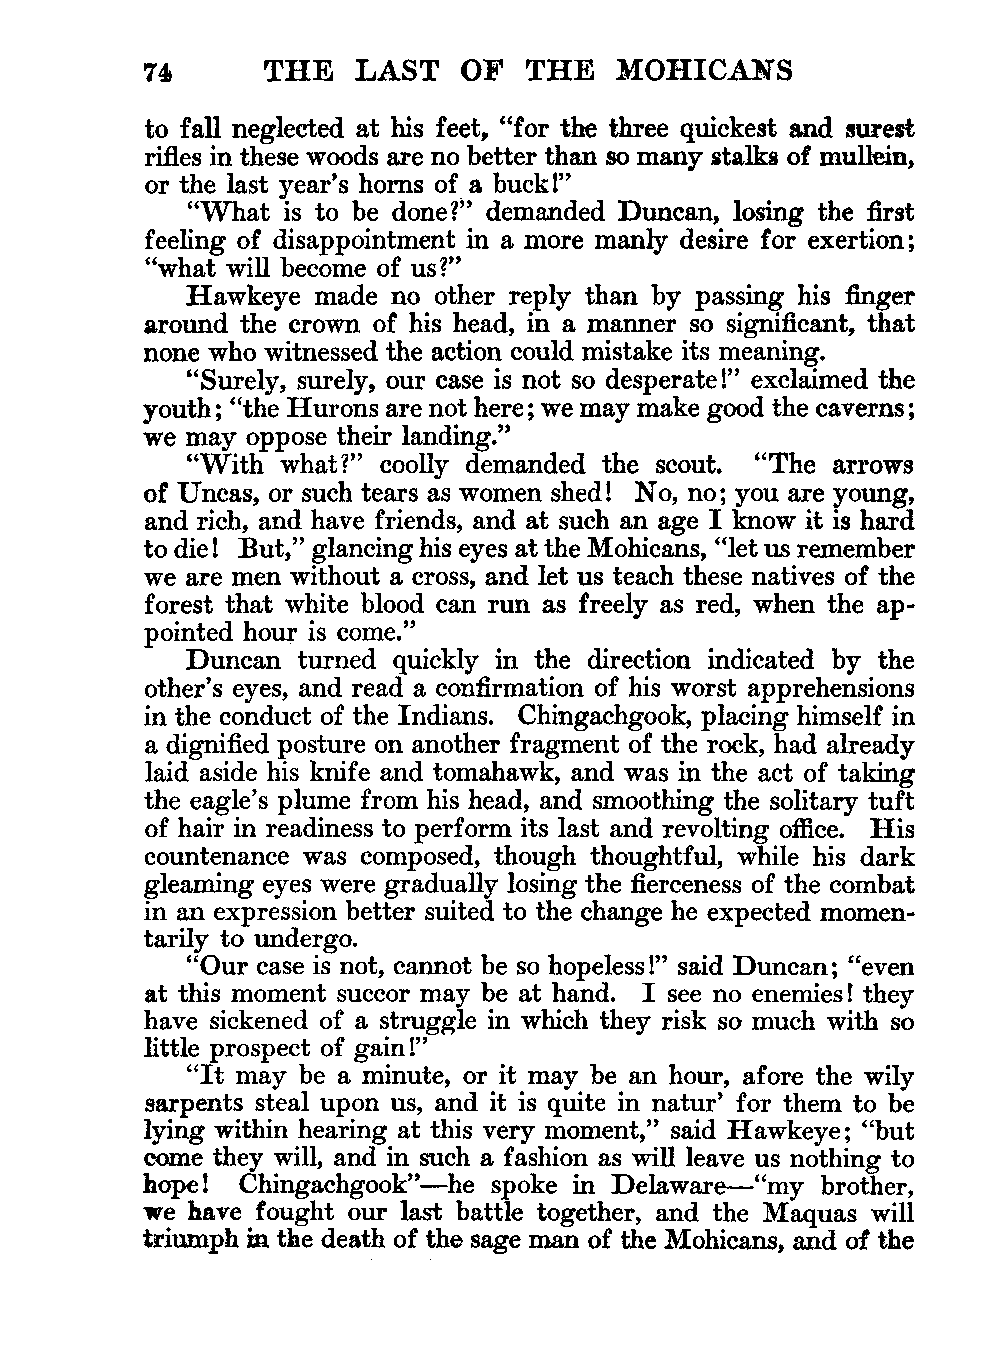 74 THE LAST OF THE MOHICANS
to fall neglected at his feet, “for the three quickest and surest
rifles in these woods are no better than so many stalks of mullein,
or the last year’s horns of a buck!”
“What is to be done?” demanded Duncan, losing the first
feeling of disappointment in a more manly desire for exertion;
“what will become of us?”
Hawkeye made no other reply than by passing his finger
around the crown of his head, in a manner so significant, that
none who witnessed the action could mistake its meaning.
“Surely, surely, our case is not so desperate!” exclaimed the
youth; “the Hurons are not here; we may make good the caverns;
we may oppose their landing.”
“With what?” coolly demanded the scout. “The arrows
of Uncas, or such tears as women shed! No, no; you are young,
and rich, and have friends, and at such an age I know it is hard
to die! But,” glancing his eyes at the Mohicans, “let us remember
we are men without a cross, and let us teach these natives of the
forest that white blood can run as freely as red, when the ap-
pointed hour is come.”
Duncan turned quickly in the direction indicated by the
other’s eyes, and read a confirmation of his worst apprehensions
in the conduct of the Indians. Chingachgook, placing himself in
a dignified posture on another fragment of the rock, had already
laid aside his knife and tomahawk, and was in the act of taking
the eagle’s plume from his head, and smoothing the solitary tuft
of hair in readiness to perform its last and revolting office. His
countenance was composed, though thoughtful, while his dark
gleaming eyes were gradually losing the fierceness of the combat
in an expression better suited to the change he expected momen-
tarily to undergo.
“Our case is not, cannot be so hopeless!” said Duncan; “even
at this moment succor may be at hand. I see no enemies! they
have sickened of a struggle in which they risk so much with so
little prospect of gain!”
“It may be a minute, or it may be an hour, afore the wily
sarpents steal upon us, and it is quite in natur’ for them to be
lying within hearing at this very moment,” said Hawkeye; “but
come they will, and in such a fashion as will leave us nothing to
hope! Chingachgook”—he spoke in Delaware—“my brother,
we have fought our last battle together, and the Maquas will
triumph in the death of the sage man of the Mohicans, and of the